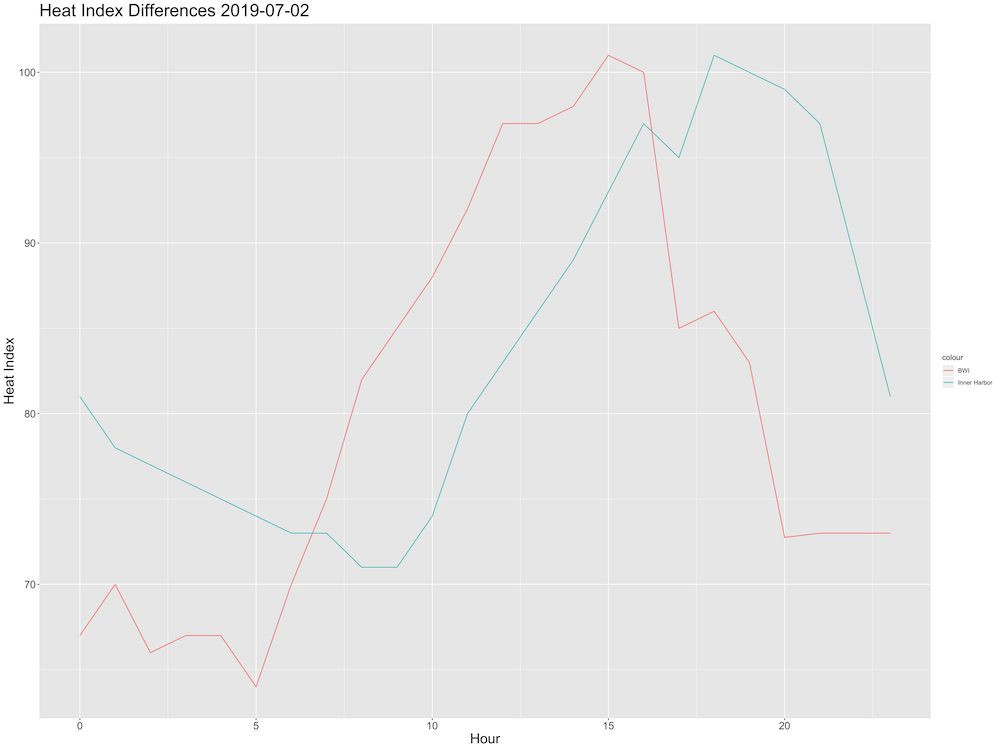 Heat Index Differences 2019-07-02
Heat Index
100
90
80
70
0 5 10 15 20
Hour
colour
BWI
Inner Harbor